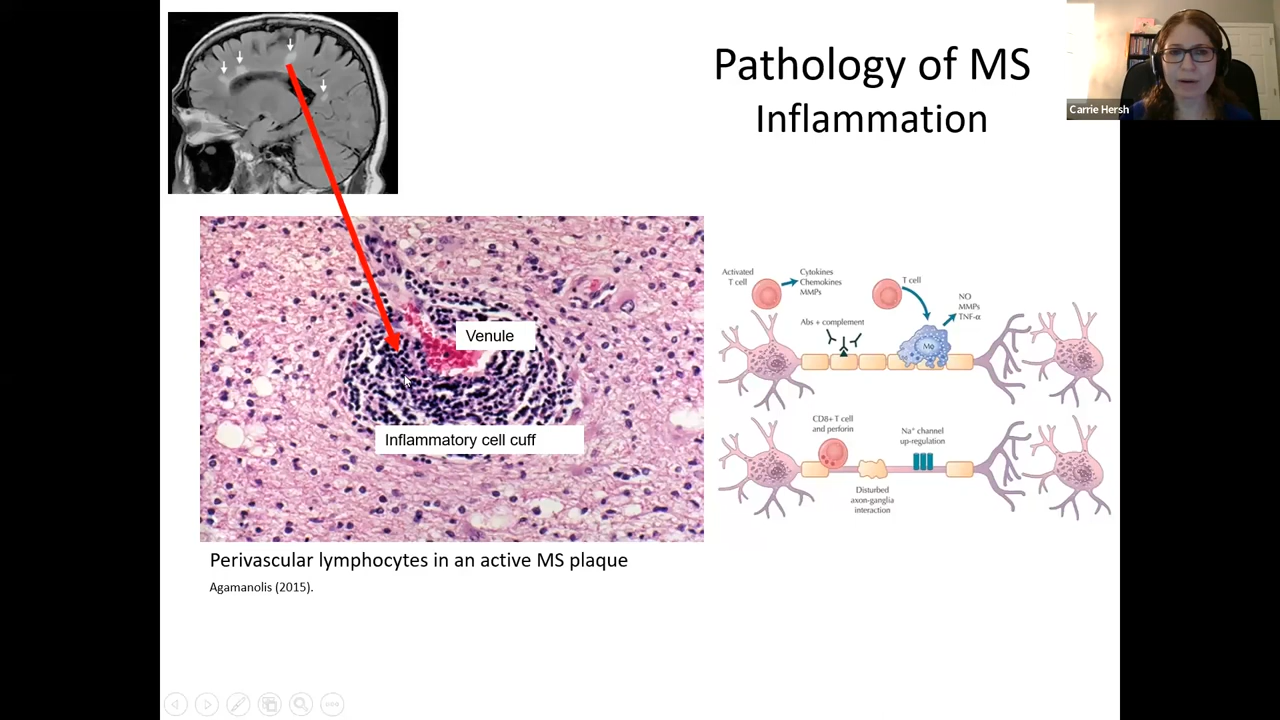 Pathology of MS
Inflammation
Carrie Hersh
Venule
Inflammatory cell cuff
Perivascular lymphocytes in an active MS plaque
Agamanolis (2015).
Activated
T cell
Cytokines
Chemokines
MMPs
T cell
NO
MMPs
TNF-α
Abs + complement
Mφ
CD8+ T cell
and perforin
Na⁺ channel
up-regulation
Disturbed
axon-ganglia
interaction